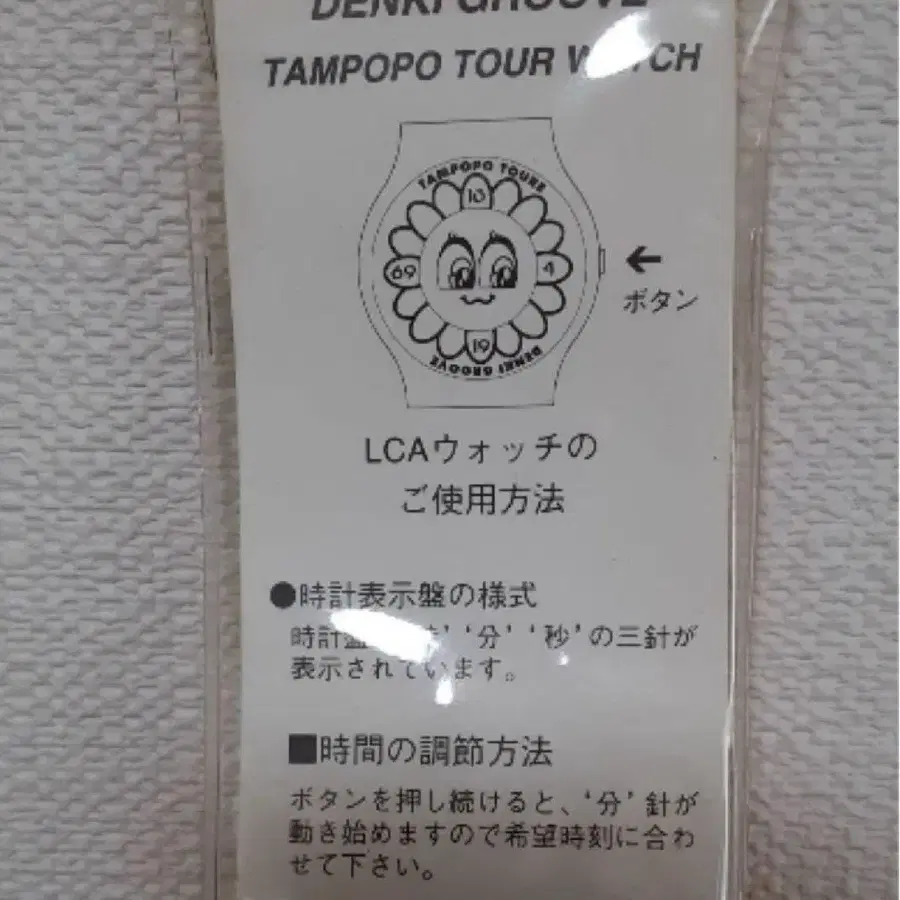 DENKI GROOVE
TAMPOPO TOUR WATCH
TAMPOPO TOURS
10
69
4
19
DENKI GROOVE
ボタン
LCAウォッチの
ご使用方法
●時計表示盤の様式
時計盤 ‘分’ ‘秒’の三針が
表示されています。
■時間の調節方法
ボタンを押し続けると、‘分’針が
動き始めますので希望時刻に合わ
せて下さい。